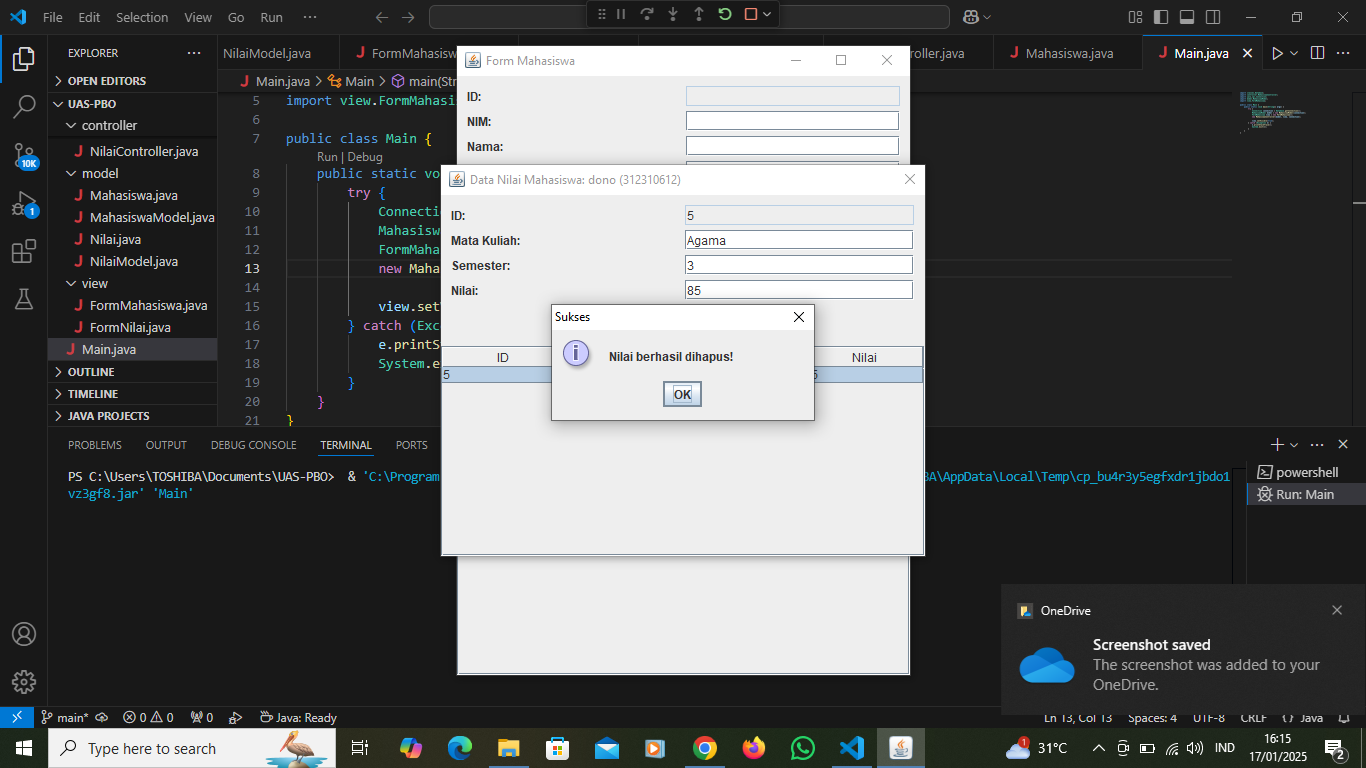 File Edit Selection View Go Run ···
EXPLORER ···
OPEN EDITORS
UAS-PBO
controller
NilaiController.java
model
Mahasiswa.java
MahasiswaModel.java
Nilai.java
NilaiModel.java
view
FormMahasiswa.java
FormNilai.java
Main.java
OUTLINE
TIMELINE
JAVA PROJECTS
NilaiModel.java
FormMahasisw
ller.java
Mahasiswa.java
Main.java
Main.java > Main > main(Str
5 import view.FormMahasi
6
7 public class Main {
Run | Debug
8 public static vo
9 try {
10 Connecti
11 Mahasisw
12 FormMaha
13 new Maha
14
15 view.set
16 } catch (Exc
17 e.printS
18 System.e
19 }
20 }
21 }
Form Mahasiswa
ID:
NIM:
Nama:
Data Nilai Mahasiswa: dono (312310612)
ID: 5
Mata Kuliah: Agama
Semester: 3
Nilai: 85
ID Nilai
5 5
Sukses
Nilai berhasil dihapus!
OK
PROBLEMS OUTPUT DEBUG CONSOLE TERMINAL PORTS
PS C:\Users\TOSHIBA\Documents\UAS-PBO> & 'C:\Program BA\AppData\Local\Temp\cp_bu4r3y5egfxdr1jbdo1
vz3gf8.jar' 'Main'
powershell
Run: Main
10K
1
OneDrive
Screenshot saved
The screenshot was added to your
OneDrive.
main* 0 0 0 Java: Ready
Ln 13, Col 13 Spaces: 4 UTF-8 CRLF {} Java
Type here to search
31°C
1
IND
16:15
17/01/2025
2